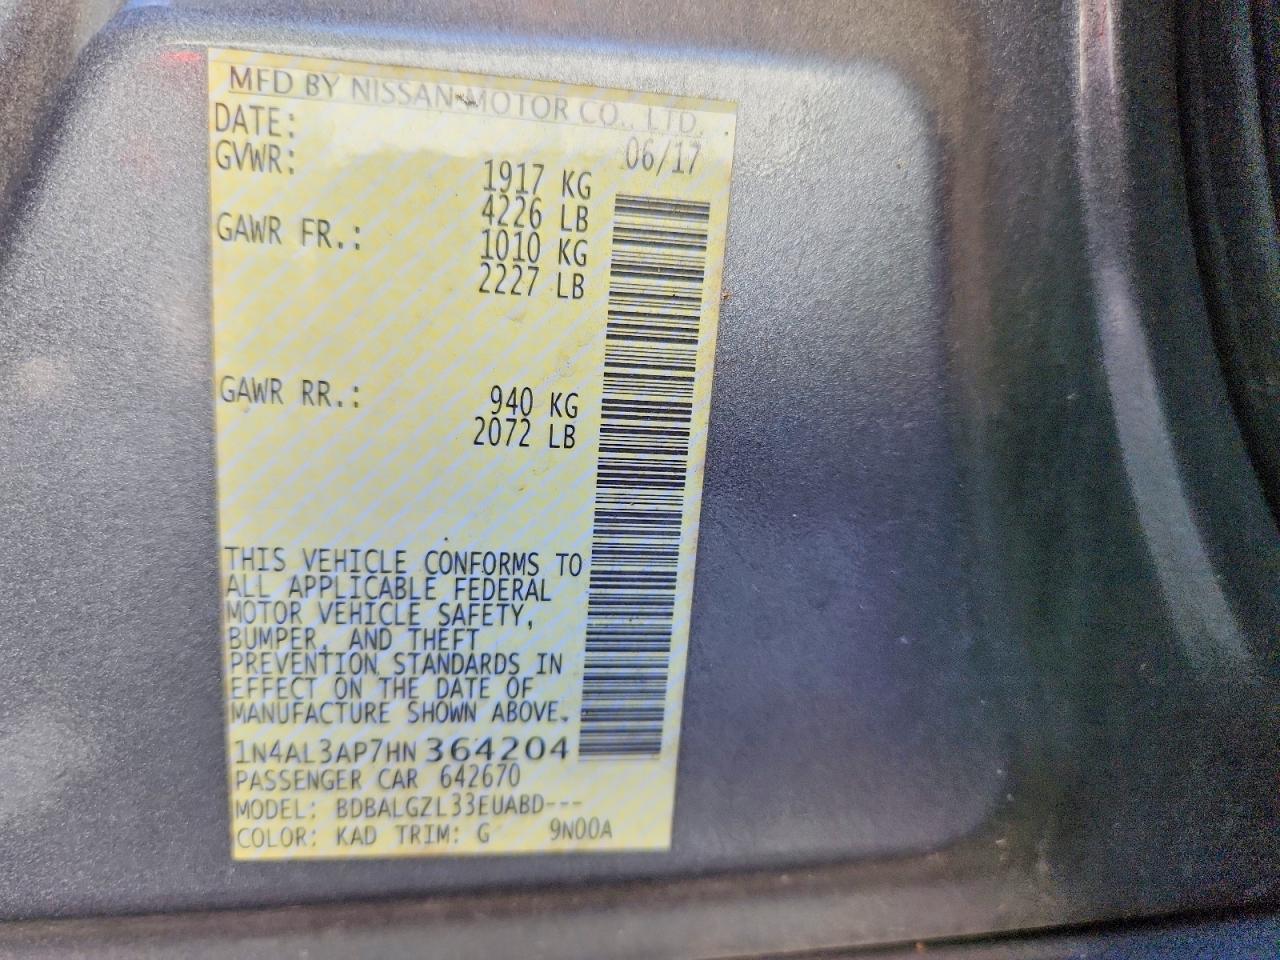 MFD BY NISSAN MOTOR CO., LTD.
DATE: 06/17
GVWR: 1917 KG
4226 LB
GAWR FR.: 1010 KG
2227 LB
GAWR RR.: 940 KG
2072 LB
THIS VEHICLE CONFORMS TO
ALL APPLICABLE FEDERAL
MOTOR VEHICLE SAFETY,
BUMPER, AND THEFT
PREVENTION STANDARDS IN
EFFECT ON THE DATE OF
MANUFACTURE SHOWN ABOVE.
1N4AL3AP7HN364204
PASSENGER CAR 642670
MODEL: BDBALGZL33EUABD---
COLOR: KAD TRIM: G 9N00A